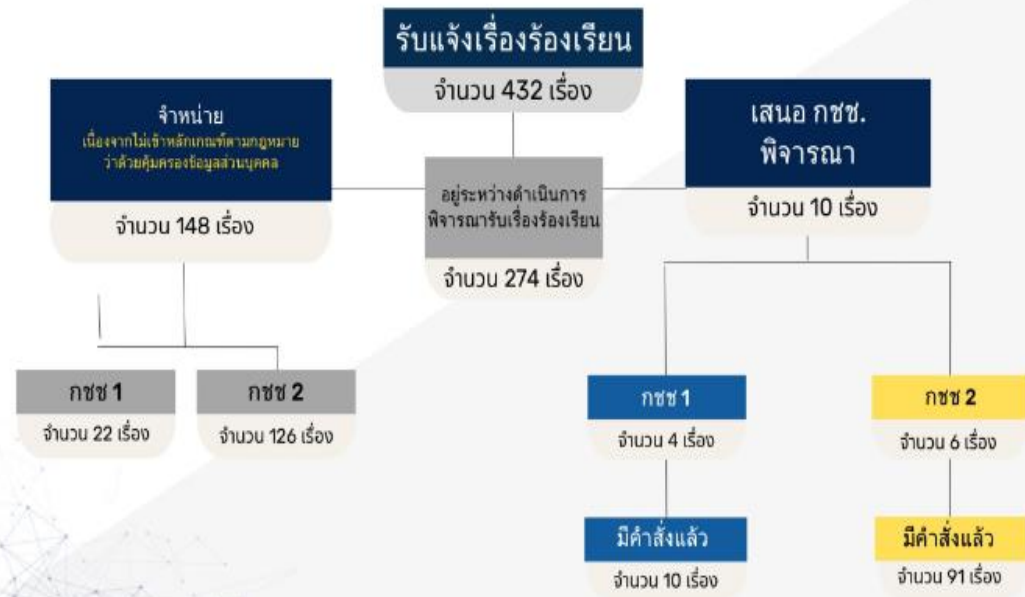 รับแจ้งเรื่องร้องเรียน
จำนวน 432 เรื่อง
จำหน่าย
เนื่องจากไม่เข้าหลักเกณฑ์ตามกฎหมาย
ว่าด้วยคุ้มครองข้อมูลส่วนบุคคล
จำนวน 148 เรื่อง
อยู่ระหว่างดำเนินการ
พิจารณารับเรื่องร้องเรียน
จำนวน 274 เรื่อง
เสนอ กชช.
พิจารณา
จำนวน 10 เรื่อง
กชช 1
จำนวน 22 เรื่อง
กชช 2
จำนวน 126 เรื่อง
กชช 1
จำนวน 4 เรื่อง
กชช 2
จำนวน 6 เรื่อง
มีคำสั่งแล้ว
จำนวน 10 เรื่อง
มีคำสั่งแล้ว
จำนวน 91 เรื่อง